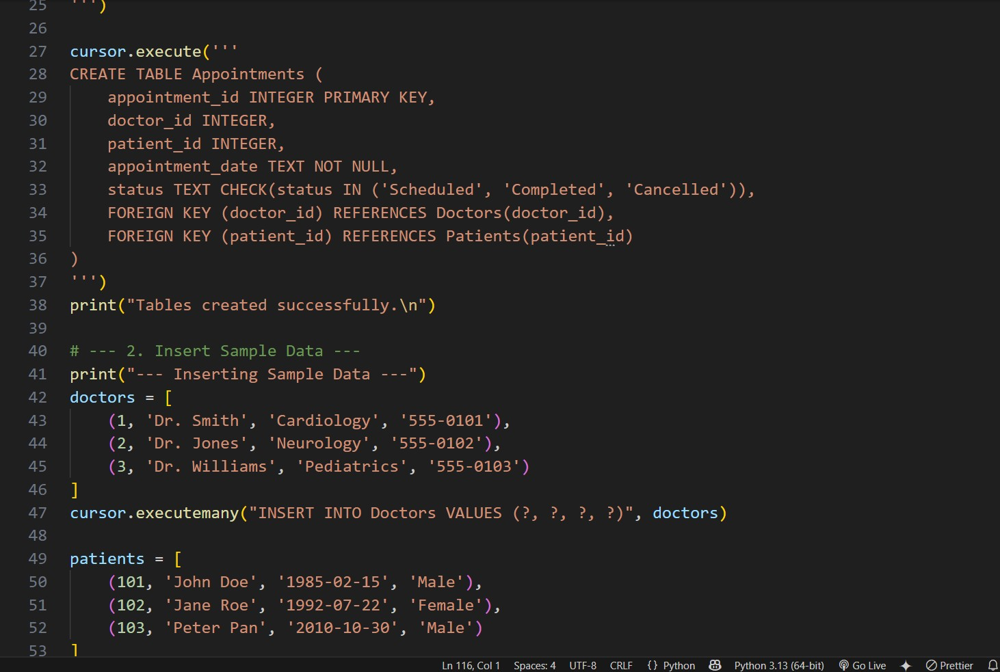 25 ''')
26
27 cursor.execute('''
28 CREATE TABLE Appointments (
29     appointment_id INTEGER PRIMARY KEY,
30     doctor_id INTEGER,
31     patient_id INTEGER,
32     appointment_date TEXT NOT NULL,
33     status TEXT CHECK(status IN ('Scheduled', 'Completed', 'Cancelled')),
34     FOREIGN KEY (doctor_id) REFERENCES Doctors(doctor_id),
35     FOREIGN KEY (patient_id) REFERENCES Patients(patient_id)
36 )
37 ''')
38 print("Tables created successfully.\n")
39
40 # --- 2. Insert Sample Data ---
41 print("--- Inserting Sample Data ---")
42 doctors = [
43     (1, 'Dr. Smith', 'Cardiology', '555-0101'),
44     (2, 'Dr. Jones', 'Neurology', '555-0102'),
45     (3, 'Dr. Williams', 'Pediatrics', '555-0103')
46 ]
47 cursor.executemany("INSERT INTO Doctors VALUES (?, ?, ?, ?)", doctors)
48
49 patients = [
50     (101, 'John Doe', '1985-02-15', 'Male'),
51     (102, 'Jane Roe', '1992-07-22', 'Female'),
52     (103, 'Peter Pan', '2010-10-30', 'Male')
53 ]
Ln 116, Col 1 Spaces: 4 UTF-8 CRLF {} Python Python 3.13 (64-bit) Go Live Prettier